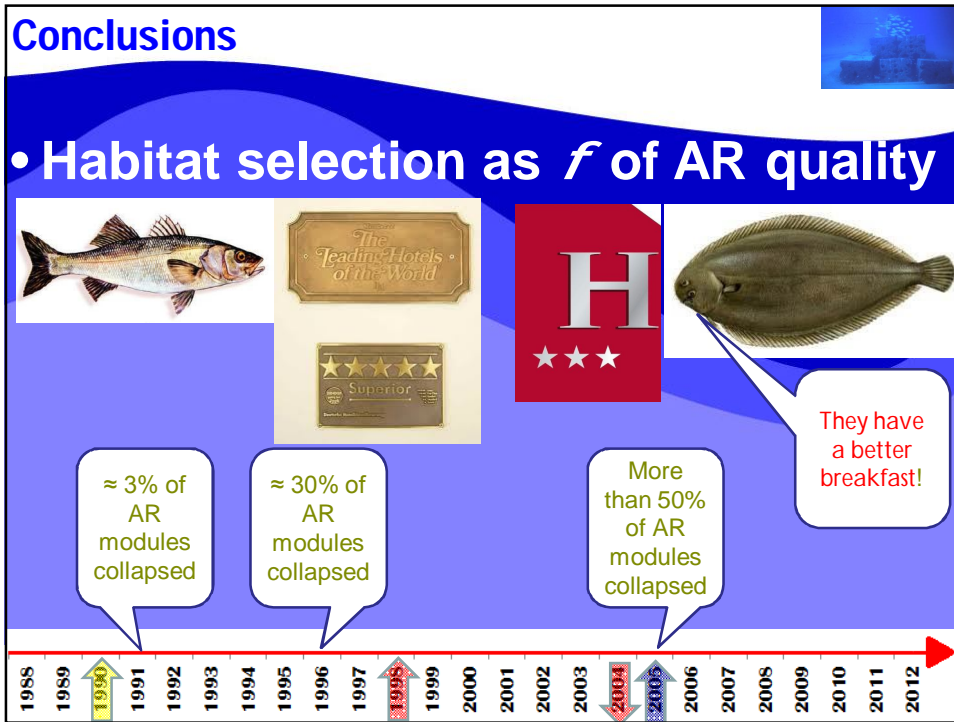 Conclusions
• Habitat selection as f of AR quality
The
Leading Hotels
of the World
Superior
H
They have
a better
breakfast!
≈ 3% of
AR
modules
collapsed
≈ 30% of
AR
modules
collapsed
More
than 50%
of AR
modules
collapsed
1988 1989 1990 1991 1992 1993 1994 1995 1996 1997 1998 1999 2000 2001 2002 2003 2004 2005 2006 2007 2008 2009 2010 2011 2012